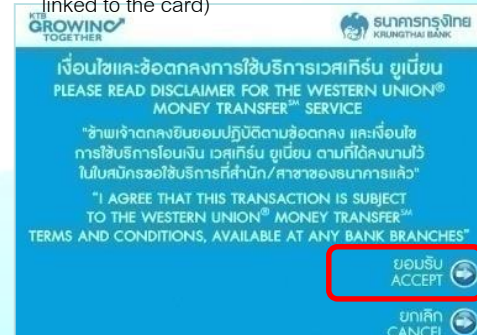 linked to the card)
KTB
GROWING
TOGETHER
ธนาคารกรุงไทย
KRUNGTHAI BANK
เงื่อนไขและข้อตกลงการใช้บริการเวสเทิร์น ยูเนี่ยน
PLEASE READ DISCLAIMER FOR THE WESTERN UNION®
MONEY TRANSFER℠ SERVICE
"ข้าพเจ้าตกลงยินยอมปฏิบัติตามข้อตกลง และเงื่อนไข
การใช้บริการโอนเงิน เวสเทิร์น ยูเนี่ยน ตามที่ได้ลงนามไว้
ในใบสมัครขอใช้บริการที่สำนัก/สาขาของธนาคารแล้ว"
"I AGREE THAT THIS TRANSACTION IS SUBJECT
TO THE WESTERN UNION® MONEY TRANSFER℠
TERMS AND CONDITIONS, AVAILABLE AT ANY BANK BRANCHES"
ยอมรับ
ACCEPT
ยกเลิก
CANCEL